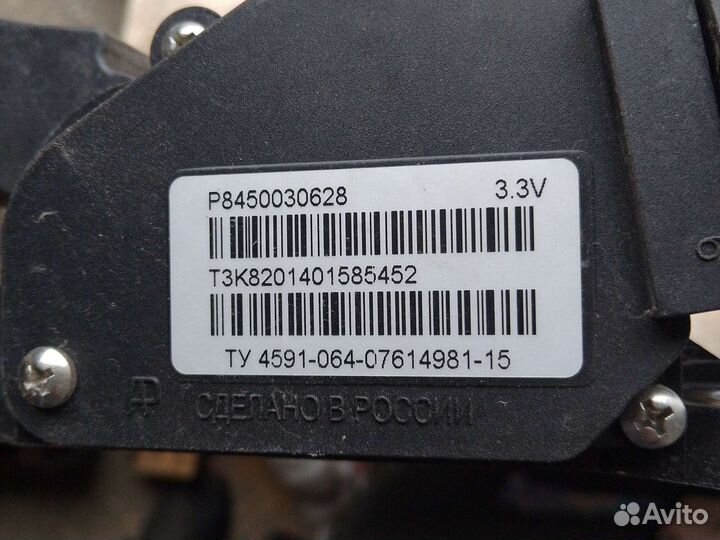 P8450030628 3.3V
T3K8201401585452
ТУ 4591-064-07614981-15
СДЕЛАНО В РОССИИ
Avito